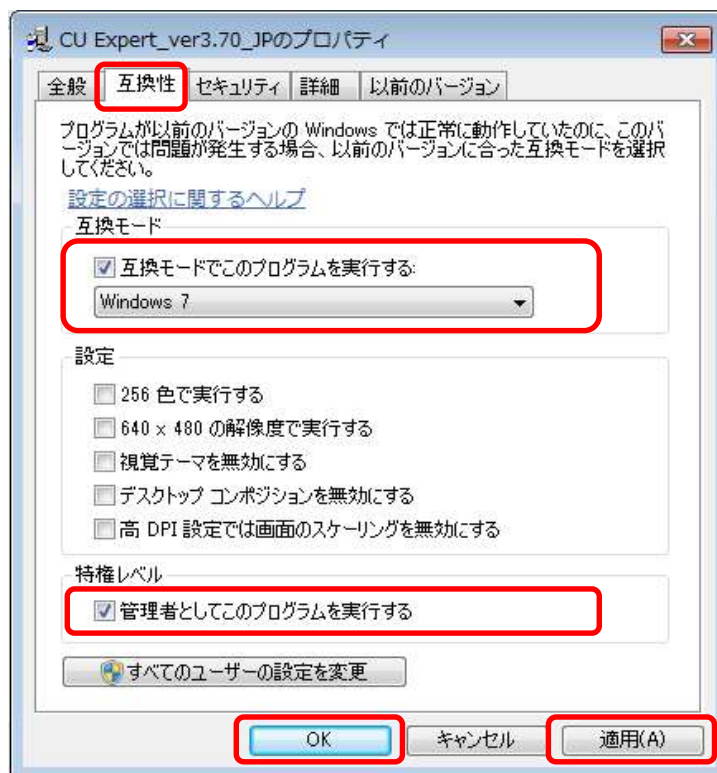 CU Expert_ver3.70_JPのプロパティ
全般 互換性 セキュリティ 詳細 以前のバージョン
プログラムが以前のバージョンの Windows では正常に動作していたのに、このバ
ージョンでは問題が発生する場合、以前のバージョンに合った互換モードを選択
してください。
設定の選択に関するヘルプ
互換モード
互換モードでこのプログラムを実行する:
Windows 7
設定
256 色で実行する
640 × 480 の解像度で実行する
視覚テーマを無効にする
デスクトップ コンポジションを無効にする
高 DPI 設定では画面のスケーリングを無効にする
特権レベル
管理者としてこのプログラムを実行する
すべてのユーザーの設定を変更
OK キャンセル 適用(A)